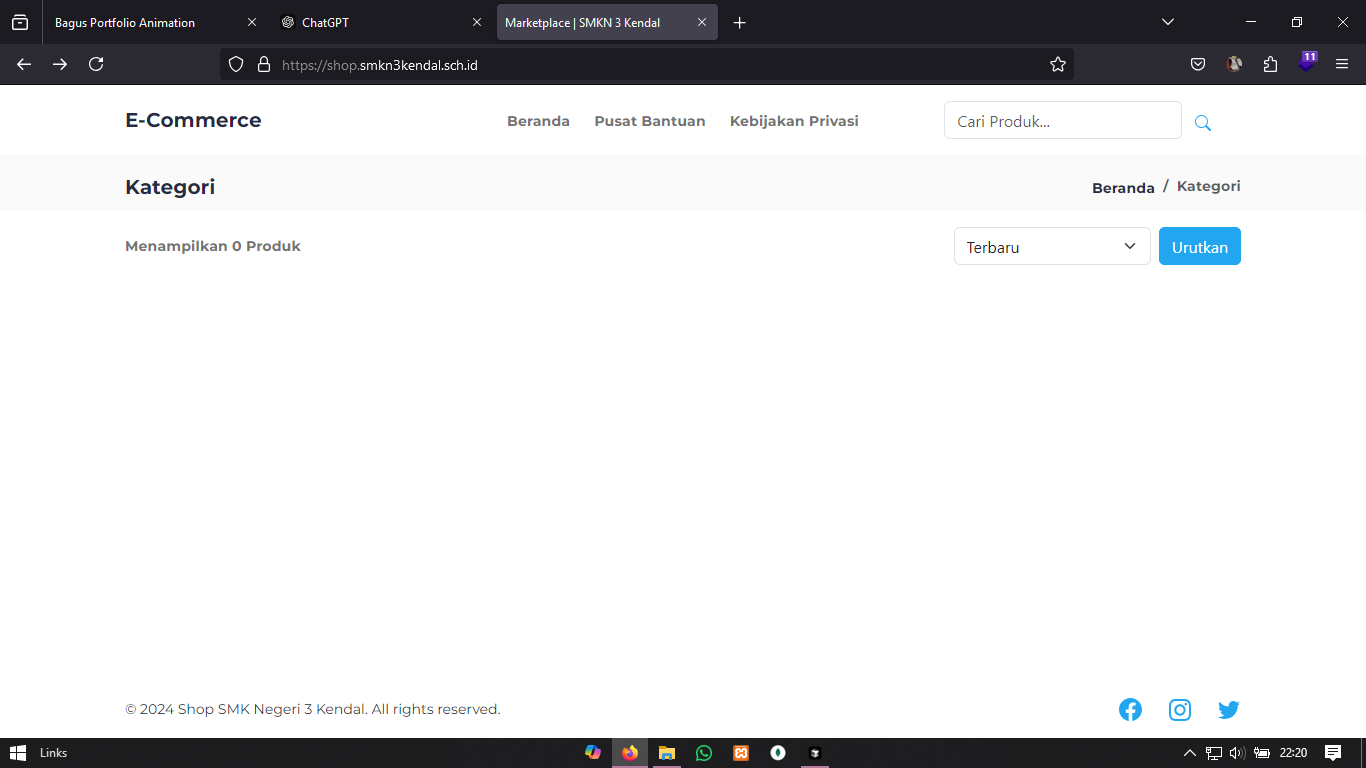 Bagus Portfolio Animation
ChatGPT
Marketplace | SMKN 3 Kendal
https://shop.smkn3kendal.sch.id
11
E-Commerce
Beranda
Pusat Bantuan
Kebijakan Privasi
Cari Produk...
Kategori
Beranda / Kategori
Menampilkan 0 Produk
Terbaru
Urutkan
© 2024 Shop SMK Negeri 3 Kendal. All rights reserved.
Links
22:20